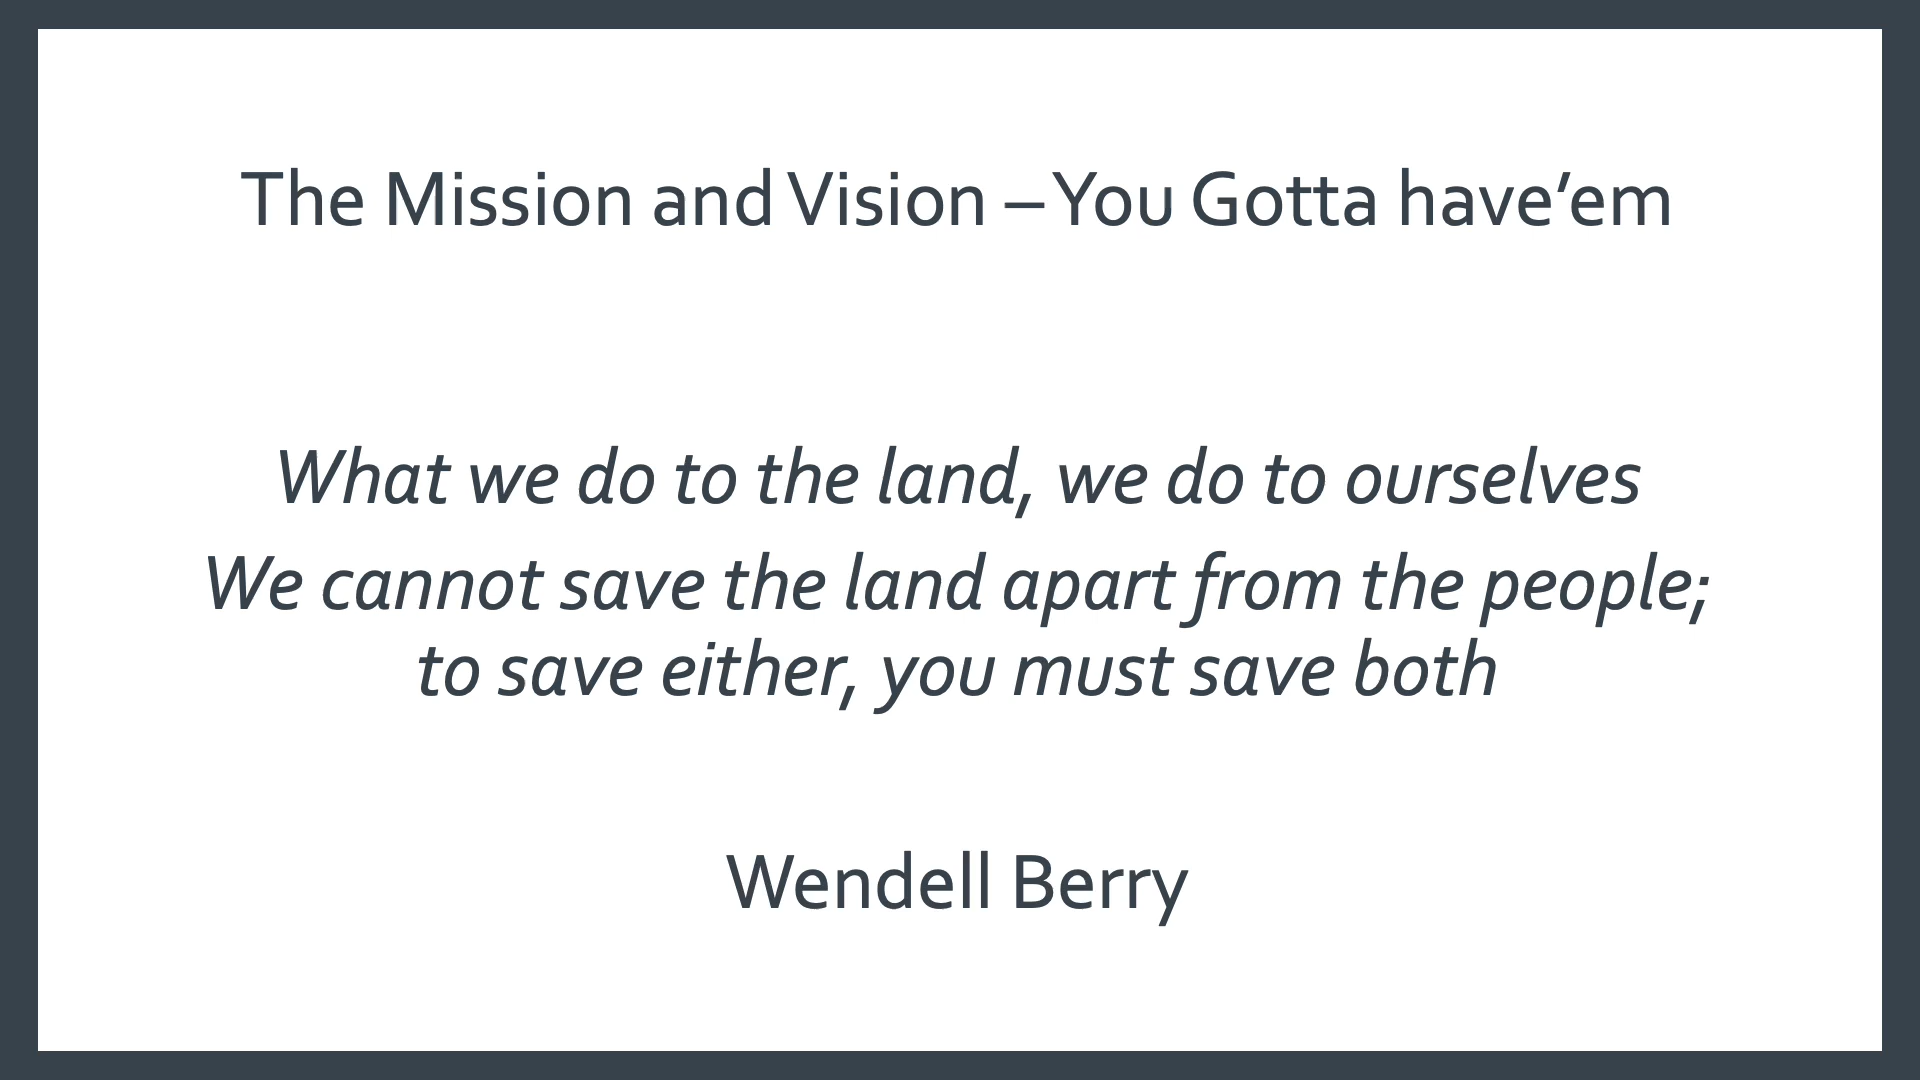 The Mission and Vision – You Gotta have’em
What we do to the land, we do to ourselves
We cannot save the land apart from the people;
to save either, you must save both
Wendell Berry